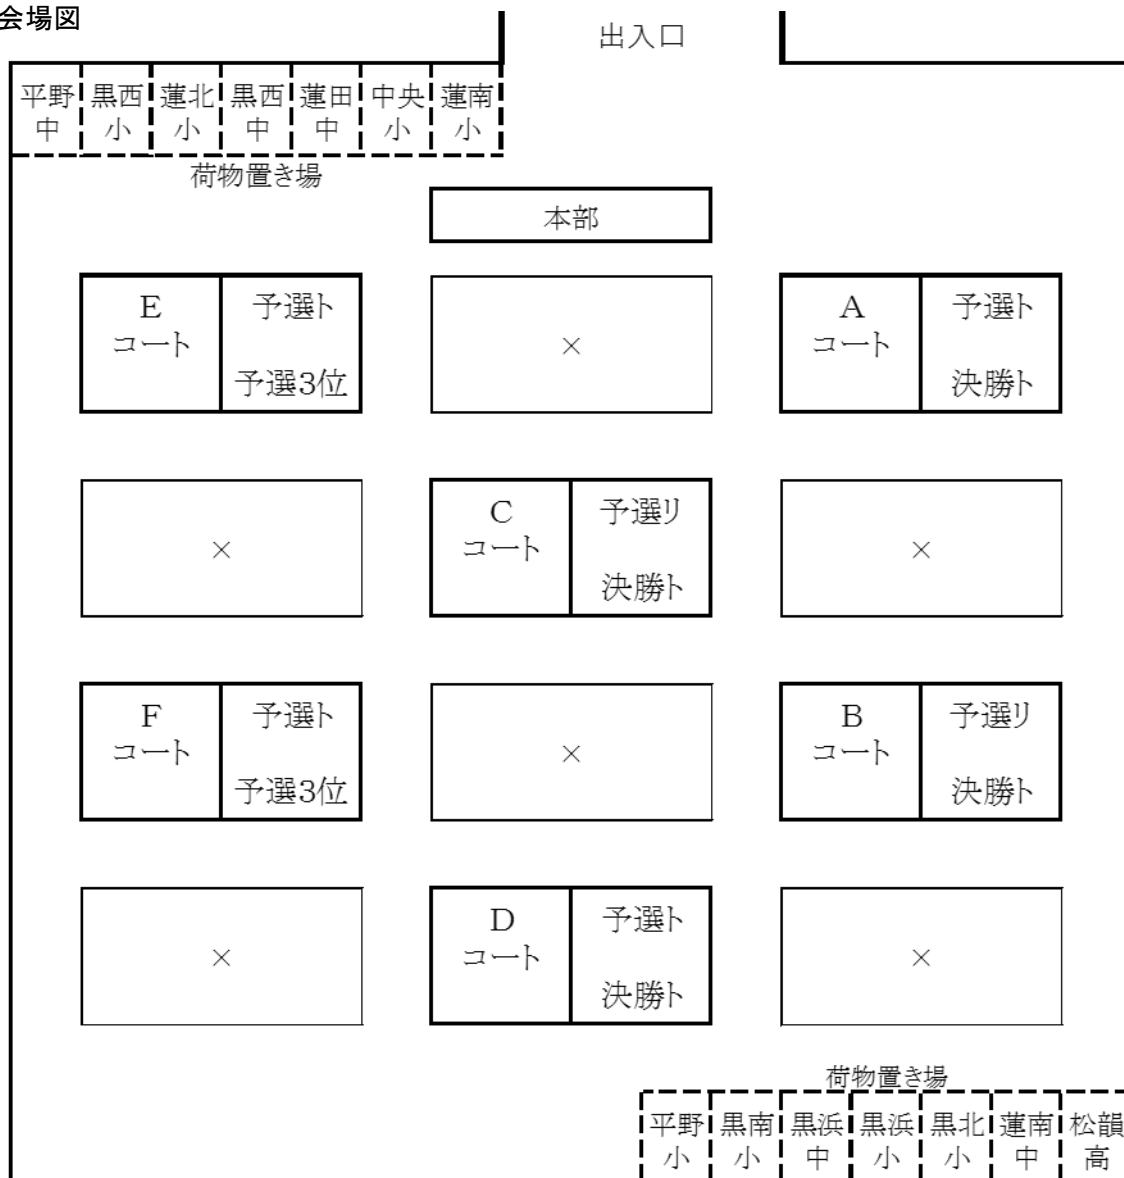 会場図
出入口
平野中
黒西小
蓮北小
黒西中
蓮田中
中央小
蓮南小
荷物置き場
本部
E
コート
予選ト
予選3位
×
A
コート
予選ト
決勝ト
×
C
コート
予選リ
決勝ト
×
F
コート
予選ト
予選3位
×
B
コート
予選リ
決勝ト
×
D
コート
予選ト
決勝ト
×
荷物置き場
平野小
黒南小
黒浜中
黒浜小
黒北小
蓮南中
松韻高